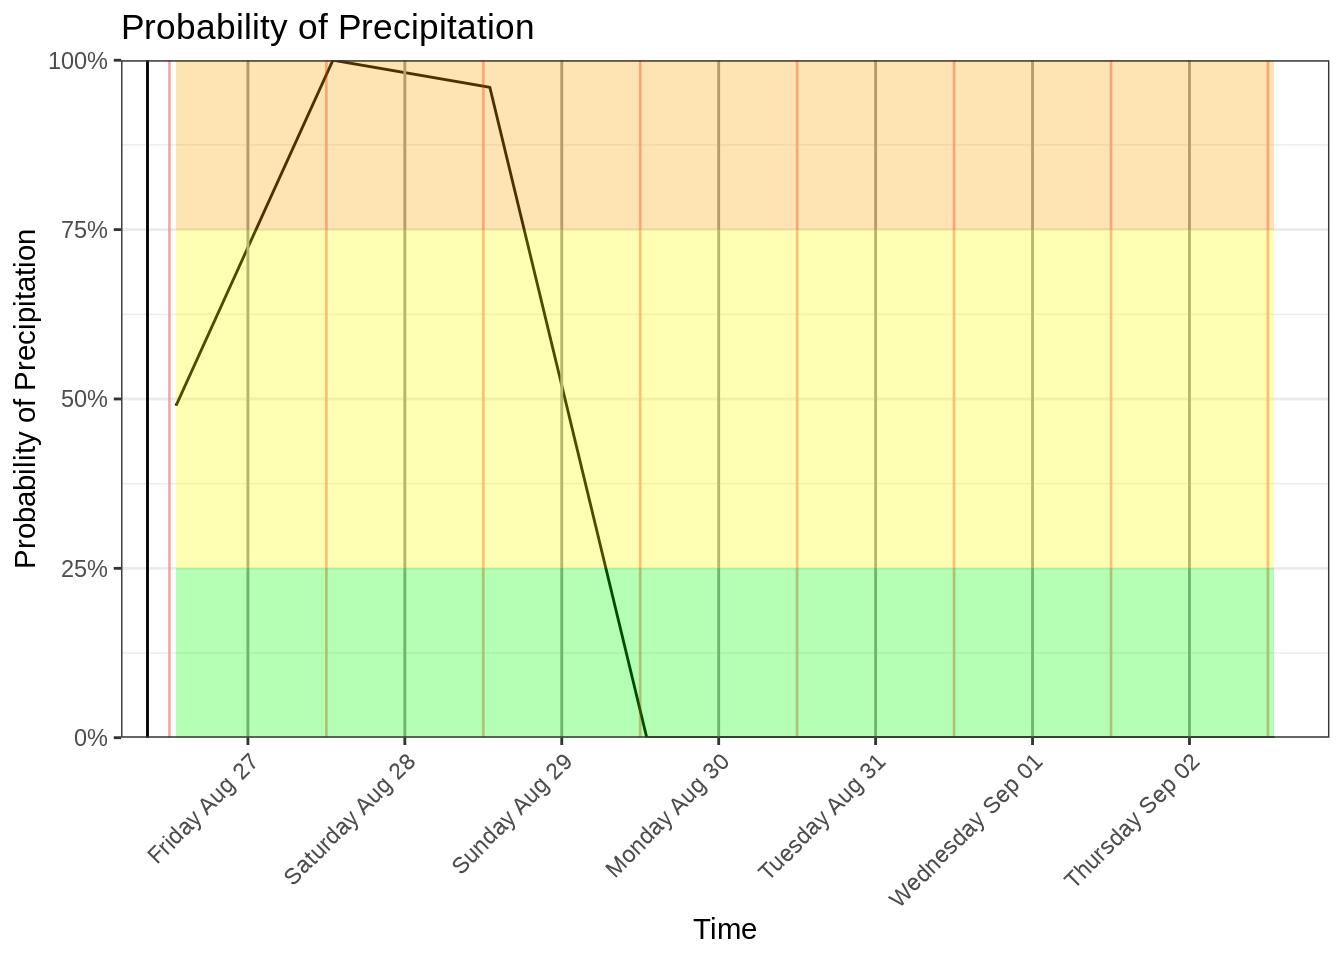 Probability of Precipitation
Probability of Precipitation
100%
75%
50%
25%
0%
Friday Aug 27
Saturday Aug 28
Sunday Aug 29
Monday Aug 30
Tuesday Aug 31
Wednesday Sep 01
Thursday Sep 02
Time